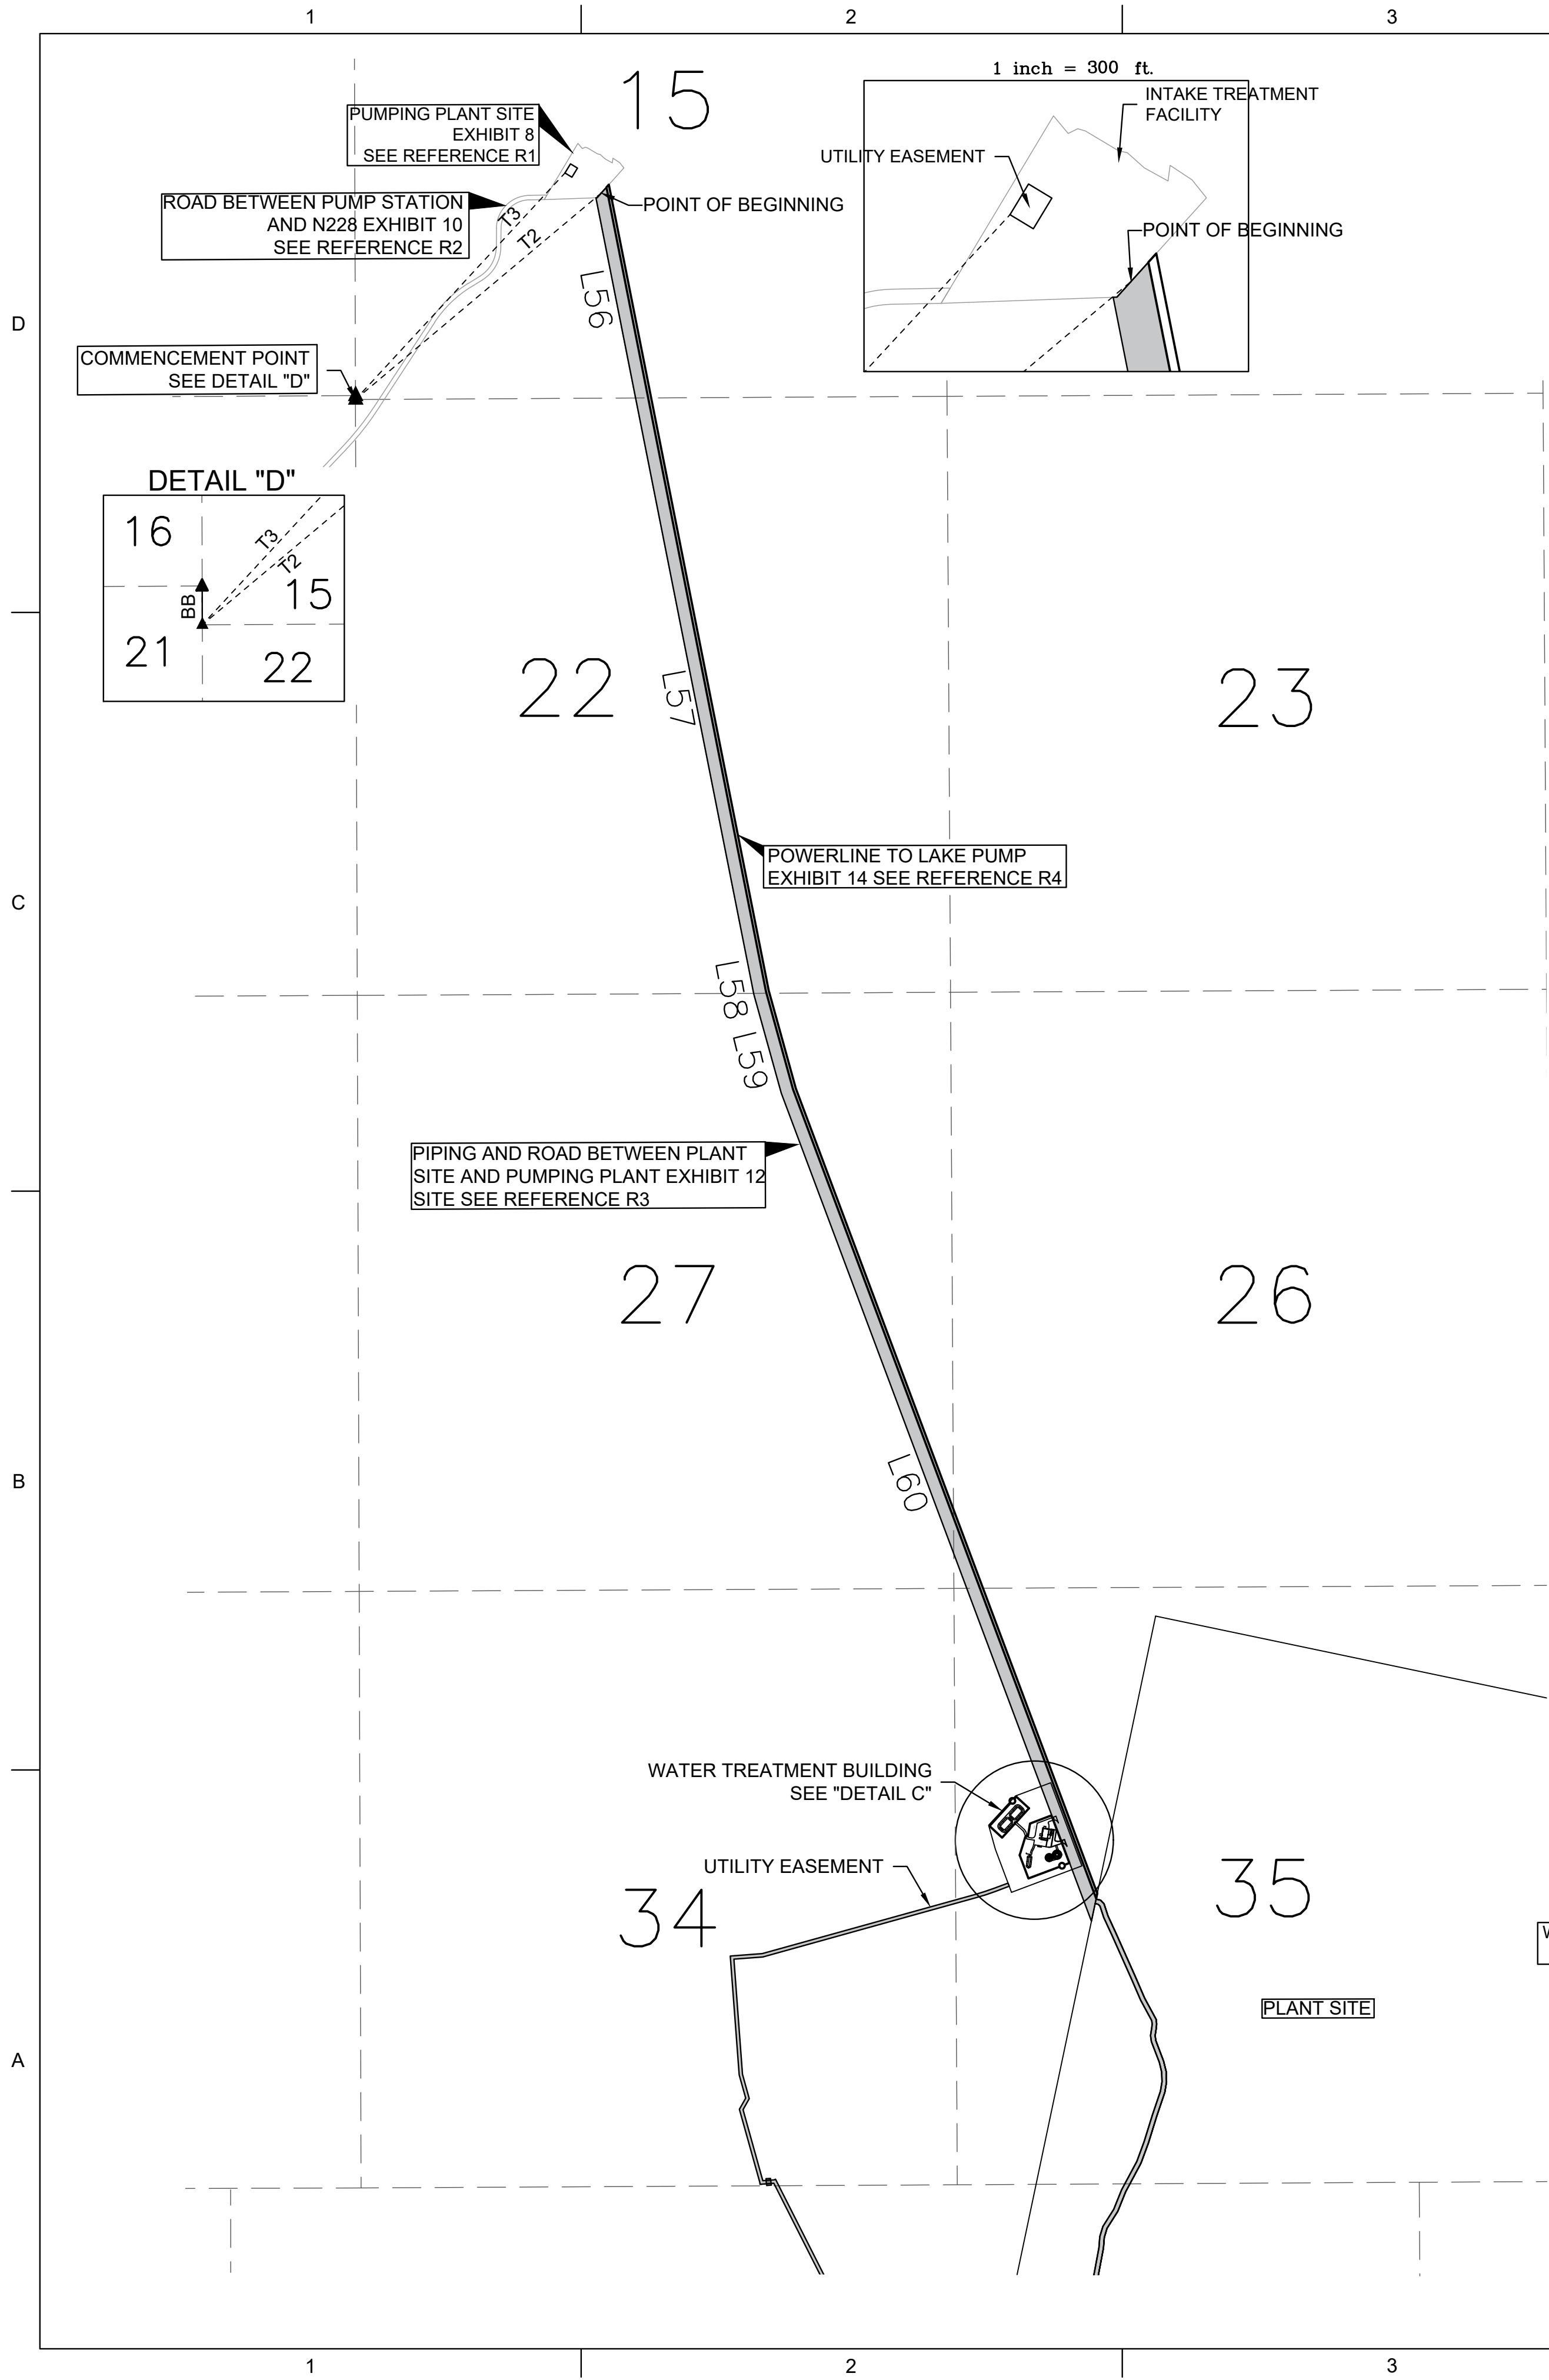 1
2
3
15
1 inch = 300 ft.
PUMPING PLANT SITE
EXHIBIT 8
SEE REFERENCE R1
INTAKE TREATMENT
FACILITY
UTILITY EASEMENT
ROAD BETWEEN PUMP STATION
AND N228 EXHIBIT 10
SEE REFERENCE R2
T3
T2
POINT OF BEGINNING
POINT OF BEGINNING
L56
D
COMMENCEMENT POINT
SEE DETAIL "D"
DETAIL "D"
16
T3
T2
15
BB
21
22
22
L57
23
POWERLINE TO LAKE PUMP
EXHIBIT 14 SEE REFERENCE R4
C
L58
L59
PIPING AND ROAD BETWEEN PLANT
SITE AND PUMPING PLANT EXHIBIT 12
SITE SEE REFERENCE R3
27
26
B
L60
WATER TREATMENT BUILDING
SEE "DETAIL C"
UTILITY EASEMENT
34
35
PLANT SITE
A
1
2
3